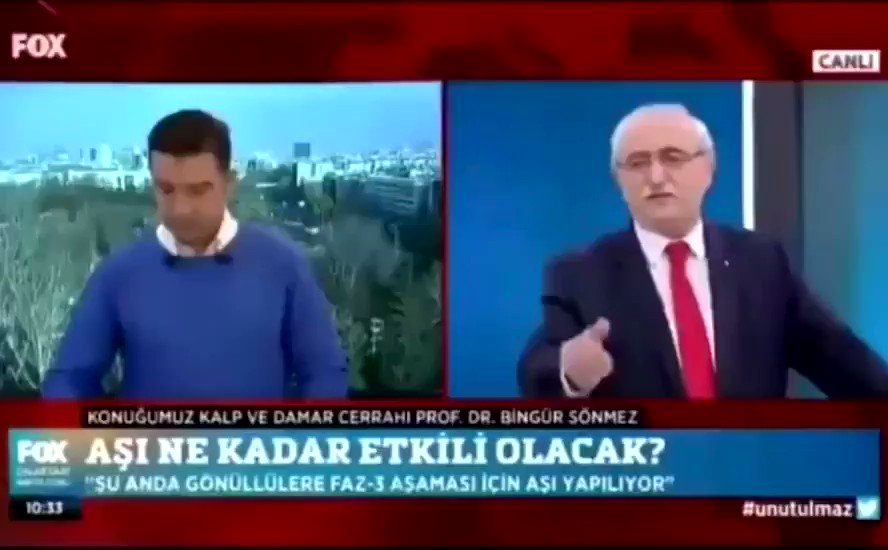 FOX
CANLI
KONUĞUMUZ KALP VE DAMAR CERRAHI PROF. DR. BİNGÜR SÖNMEZ
FOX
AŞI NE KADAR ETKİLİ OLACAK?
"ŞU ANDA GÖNÜLLÜLERE FAZ-3 AŞAMASI İÇİN AŞI YAPILIYOR"
10:33
#unutulmaz